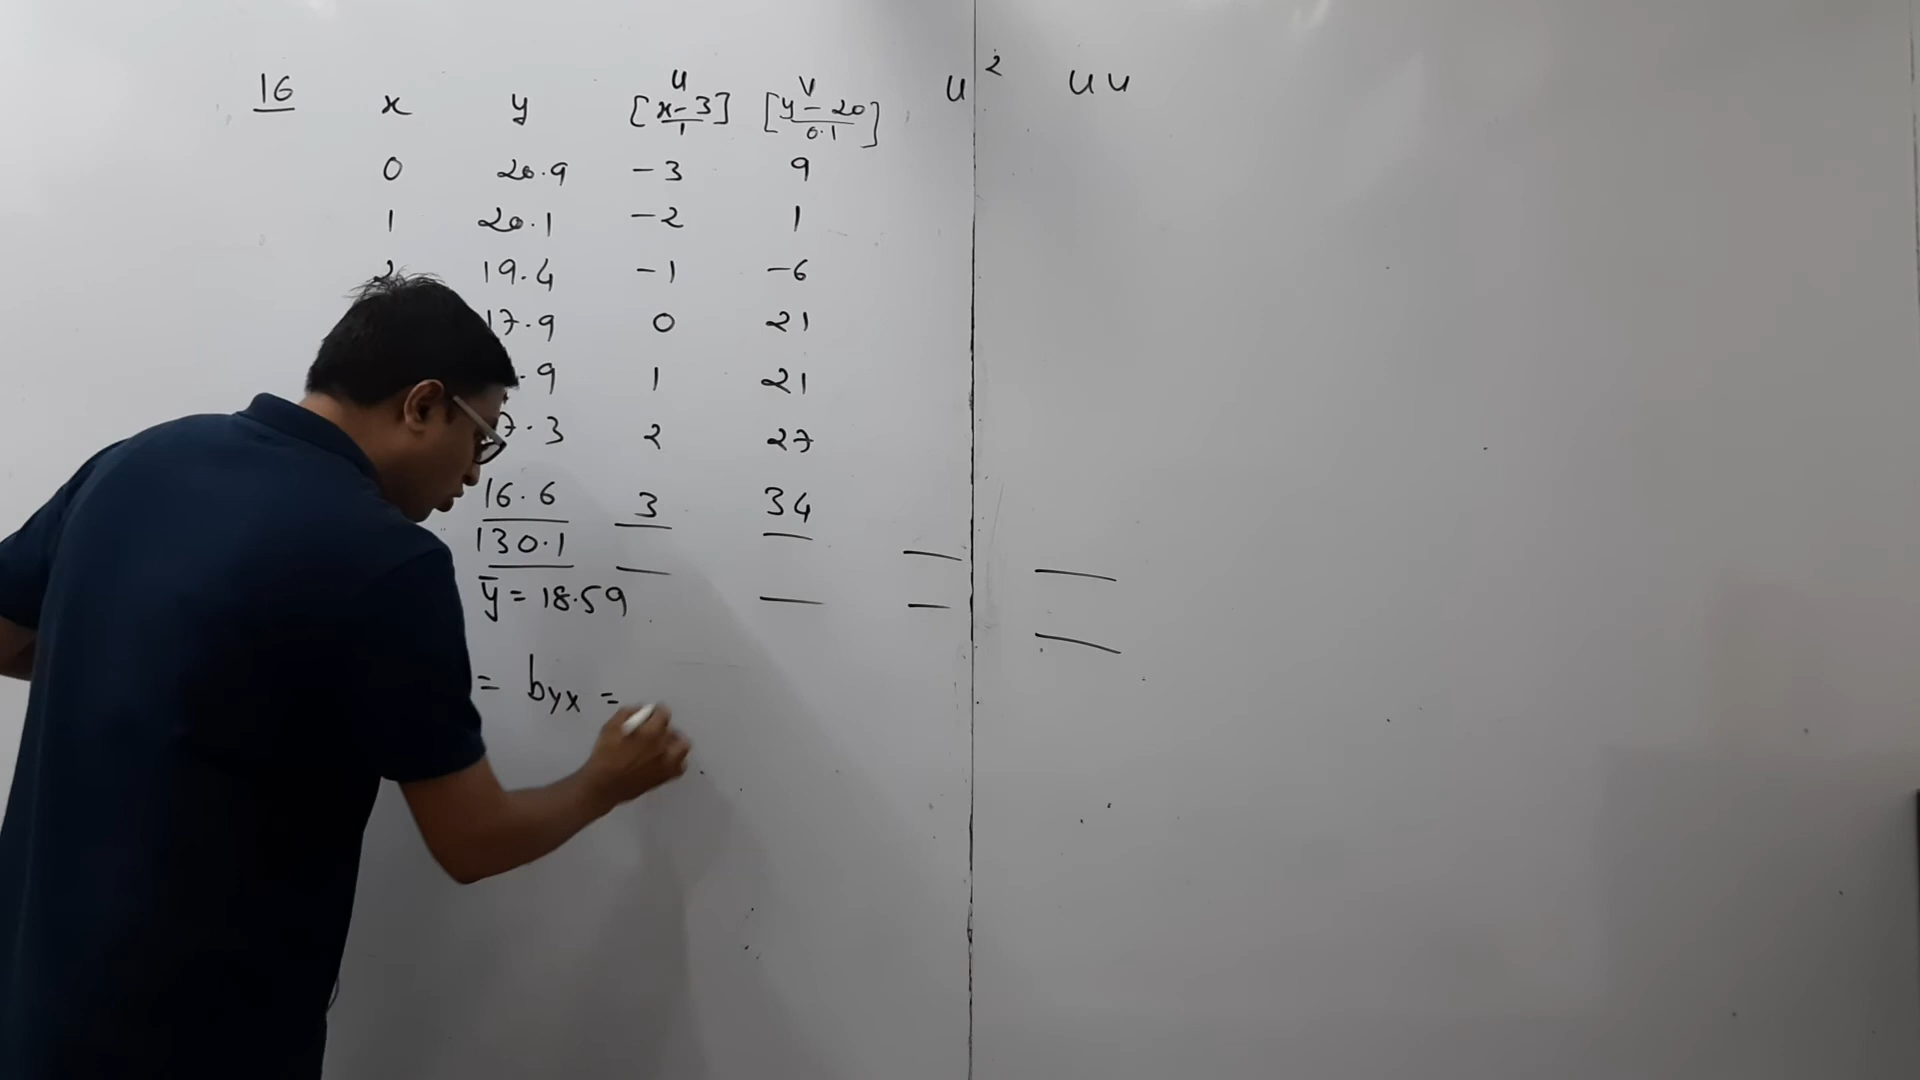 16 x y u [x-3/1] v [y-20/0.1] u² uv
0 20.9 -3 9
1 20.1 -2 1
2 19.4 -1 -6
17.9 0 21
.9 1 21
7.3 2 27
16.6 3 34
130.1
ȳ = 18.59
= byx =